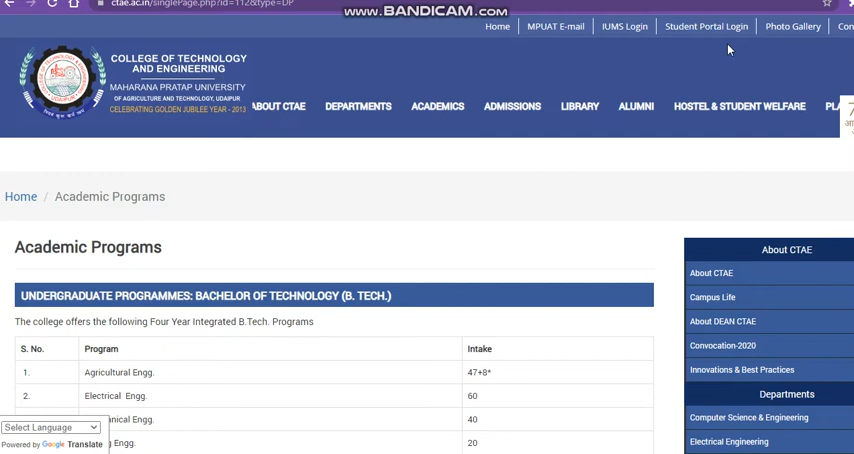 ctae.ac.in/singlePage.php?id=112&type=DP
www.BANDICAM.com
Home MPUAT E-mail IUMS Login Student Portal Login Photo Gallery Con
COLLEGE OF TECHNOLOGY
AND ENGINEERING
MAHARANA PRATAP UNIVERSITY
OF AGRICULTURE AND TECHNOLOGY, UDAIPUR
CELEBRATING GOLDEN JUBILEE YEAR - 2013
ABOUT CTAE DEPARTMENTS ACADEMICS ADMISSIONS LIBRARY ALUMNI HOSTEL & STUDENT WELFARE PL
Home / Academic Programs
Academic Programs
UNDERGRADUATE PROGRAMMES: BACHELOR OF TECHNOLOGY (B. TECH.)
The college offers the following Four Year Integrated B.Tech. Programs
S. No. Program Intake
1. Agricultural Engg. 47+8*
2. Electrical Engg. 60
anical Engg. 40
Engg. 20
Select Language
Powered by Google Translate
About CTAE
About CTAE
Campus Life
About DEAN CTAE
Convocation-2020
Innovations & Best Practices
Departments
Computer Science & Engineering
Electrical Engineering